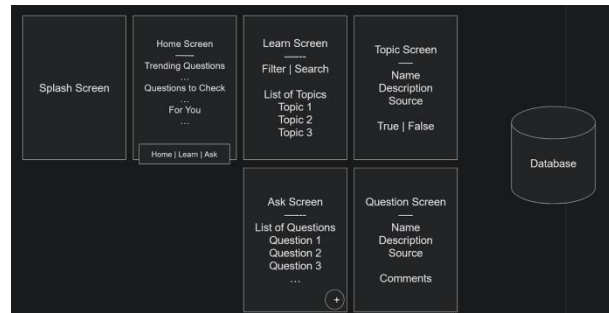 Splash Screen
Home Screen
Trending Questions
...
Questions to Check
...
For You
...
Home | Learn | Ask
Learn Screen
Filter | Search
List of Topics
Topic 1
Topic 2
Topic 3
Topic Screen
Name
Description
Source
True | False
Database
Ask Screen
List of Questions
Question 1
Question 2
Question 3
...
+
Question Screen
Name
Description
Source
Comments